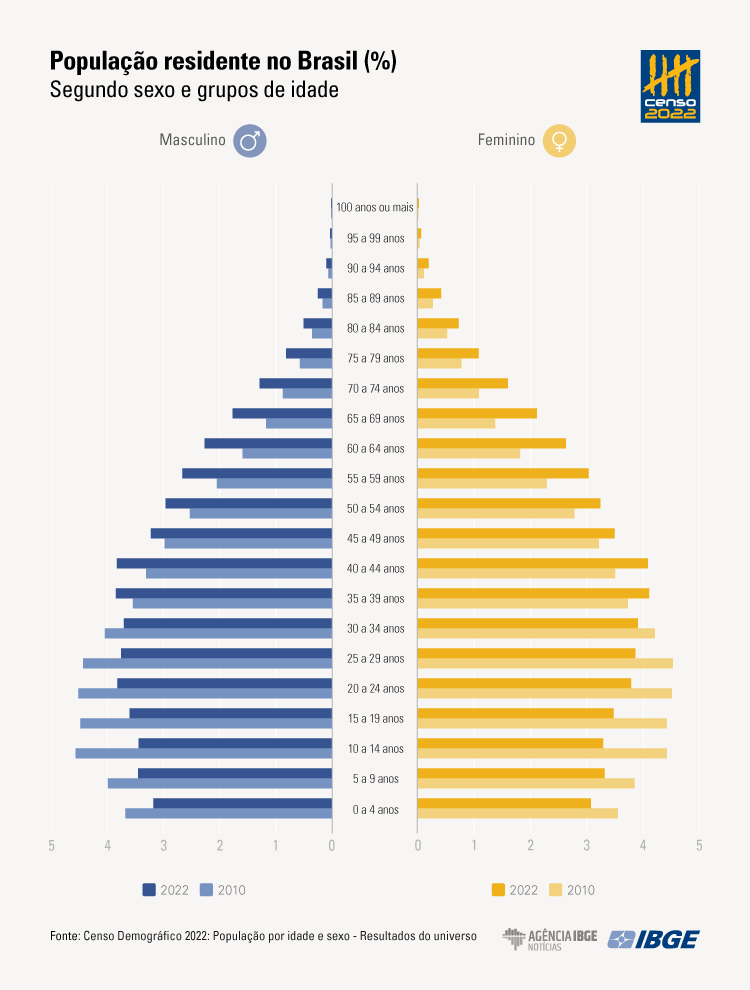 População residente no Brasil (%)
Segundo sexo e grupos de idade
censo
2022
Masculino
Feminino
100 anos ou mais
95 a 99 anos
90 a 94 anos
85 a 89 anos
80 a 84 anos
75 a 79 anos
70 a 74 anos
65 a 69 anos
60 a 64 anos
55 a 59 anos
50 a 54 anos
45 a 49 anos
40 a 44 anos
35 a 39 anos
30 a 34 anos
25 a 29 anos
20 a 24 anos
15 a 19 anos
10 a 14 anos
5 a 9 anos
0 a 4 anos
5 4 3 2 1 0 0 1 2 3 4 5
2022 2010 2022 2010
Fonte: Censo Demográfico 2022: População por idade e sexo - Resultados do universo
AGÊNCIA IBGE
NOTÍCIAS
IBGE